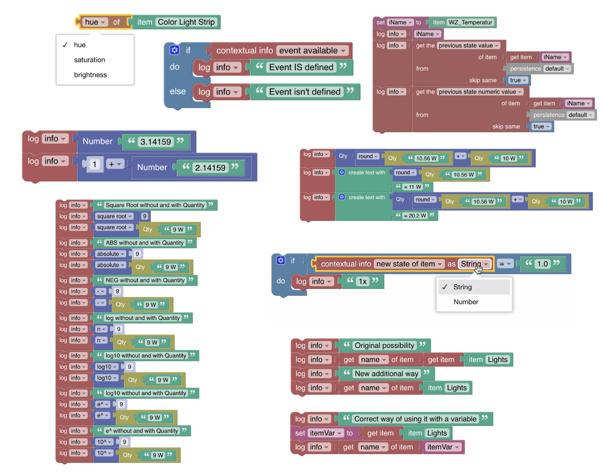 hue of item Color Light Strip
✓ hue
saturation
brightness
if contextual info event available
do log info “ Event IS defined ”
else log info “ Event isn't defined ”
set iName to item WZ_Temperatur
log info iName
log info get the previous state value
of item get item iName
from persistence default
skip same true
log info get the previous state numeric value
of item get item iName
from persistence default
skip same true
log info Number “ 3.14159 ”
log info 1 + Number “ 2.14159 ”
log info Qty round Qty “ 10.56 W ” + Qty “ 10 W ”
log info create text with round Qty “ 10.56 W ”
“ = 11 W ”
log info create text with Qty round Qty “ 10.56 W ” + Qty “ 10 W ”
“ = 20.2 W ”
log info “ Square Root without and with Quantity ”
log info square root 9
log info square root Qty “ 9 W ”
log info “ ABS without and with Quantity ”
log info absolute 9
log info absolute Qty “ 9 W ”
log info “ NEG without and with Quantity ”
log info - 9
log info - Qty “ 9 W ”
log info “ log without and with Quantity ”
log info n 9
log info n Qty “ 9 W ”
log info “ log10 without and with Quantity ”
log info log10 9
log info log10 Qty “ 9 W ”
log info “ log10 without and with Quantity ”
log info e^ 9
log info e^ Qty “ 9 W ”
log info “ e^ without and with Quantity ”
log info 10^ 9
log info 10^ Qty “ 9 W ”
if contextual info new state of item as String = “ 1.0 ”
do log info “ 1x ”
✓ String
Number
log info “ Original possibility ”
log info get name of item get item item Lights
log info “ New additional way ”
log info get name of item item Lights
log info “ Correct way of using it with a variable ”
set itemVar to get item item Lights
log info get name of item itemVar